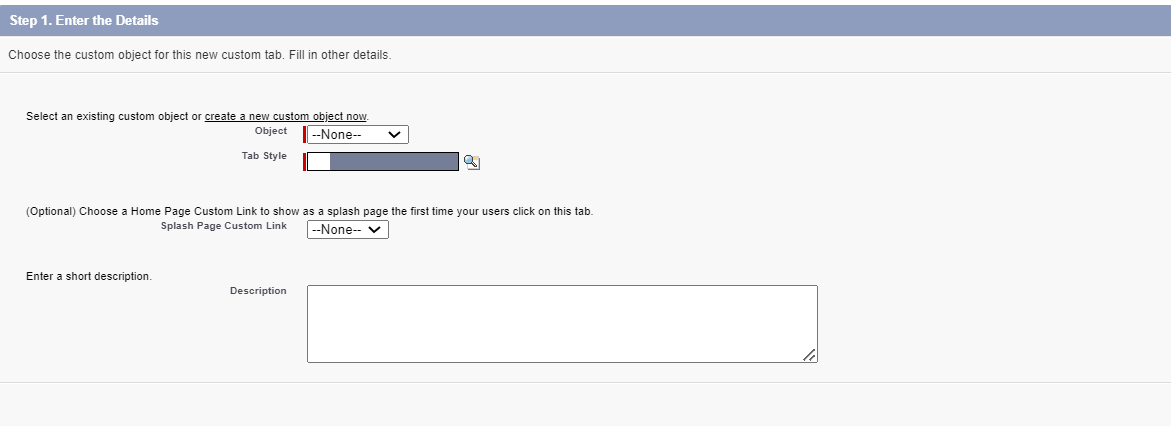 Step 1. Enter the Details
Choose the custom object for this new custom tab. Fill in other details.
Select an existing custom object or create a new custom object now.
Object --None--
Tab Style
(Optional) Choose a Home Page Custom Link to show as a splash page the first time your users click on this tab.
Splash Page Custom Link --None--
Enter a short description.
Description